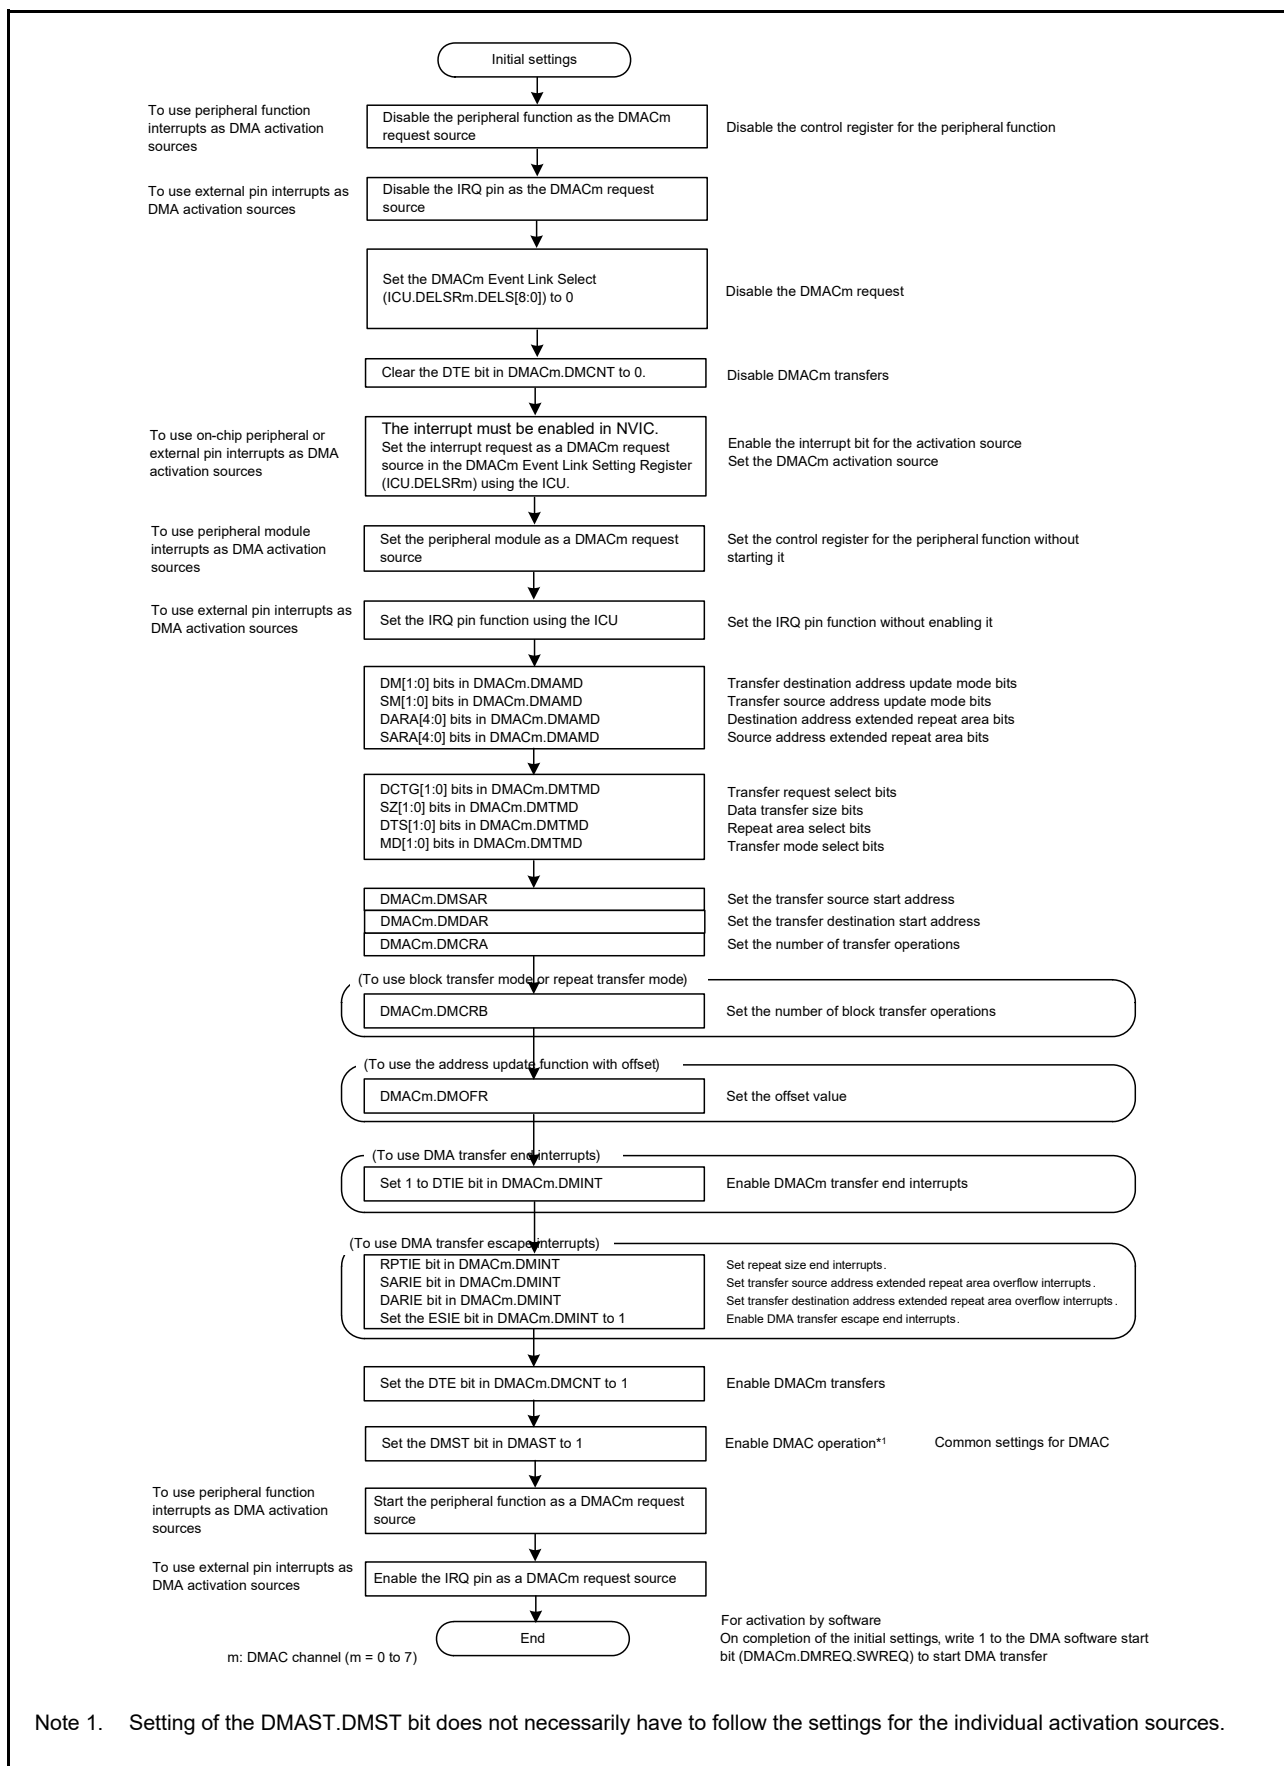 Initial settings
To use peripheral function
interrupts as DMA activation
sources
Disable the peripheral function as the DMACm
request source
Disable the control register for the peripheral function
To use external pin interrupts as
DMA activation sources
Disable the IRQ pin as the DMACm request
source
Set the DMACm Event Link Select
(ICU.DELSRm.DELS[8:0]) to 0
Disable the DMACm request
Clear the DTE bit in DMACm.DMCNT to 0.
Disable DMACm transfers
To use on-chip peripheral or
external pin interrupts as DMA
activation sources
The interrupt must be enabled in NVIC.
Set the interrupt request as a DMACm request
source in the DMACm Event Link Setting Register
(ICU.DELSRm) using the ICU.
Enable the interrupt bit for the activation source
Set the DMACm activation source
To use peripheral module
interrupts as DMA activation
sources
Set the peripheral module as a DMACm request
source
Set the control register for the peripheral function without
starting it
To use external pin interrupts as
DMA activation sources
Set the IRQ pin function using the ICU
Set the IRQ pin function without enabling it
DM[1:0] bits in DMACm.DMAMD
SM[1:0] bits in DMACm.DMAMD
DARA[4:0] bits in DMACm.DMAMD
SARA[4:0] bits in DMACm.DMAMD
Transfer destination address update mode bits
Transfer source address update mode bits
Destination address extended repeat area bits
Source address extended repeat area bits
DCTG[1:0] bits in DMACm.DMTMD
SZ[1:0] bits in DMACm.DMTMD
DTS[1:0] bits in DMACm.DMTMD
MD[1:0] bits in DMACm.DMTMD
Transfer request select bits
Data transfer size bits
Repeat area select bits
Transfer mode select bits
DMACm.DMSAR
Set the transfer source start address
DMACm.DMDAR
Set the transfer destination start address
DMACm.DMCRA
Set the number of transfer operations
(To use block transfer mode or repeat transfer mode)
DMACm.DMCRB
Set the number of block transfer operations
(To use the address update function with offset)
DMACm.DMOFR
Set the offset value
(To use DMA transfer end interrupts)
Set 1 to DTIE bit in DMACm.DMINT
Enable DMACm transfer end interrupts
(To use DMA transfer escape interrupts)
RPTIE bit in DMACm.DMINT
SARIE bit in DMACm.DMINT
DARIE bit in DMACm.DMINT
Set the ESIE bit in DMACm.DMINT to 1
Set repeat size end interrupts.
Set transfer source address extended repeat area overflow interrupts.
Set transfer destination address extended repeat area overflow interrupts.
Enable DMA transfer escape end interrupts.
Set the DTE bit in DMACm.DMCNT to 1
Enable DMACm transfers
Set the DMST bit in DMAST to 1
Enable DMAC operation*1
Common settings for DMAC
To use peripheral function
interrupts as DMA activation
sources
Start the peripheral function as a DMACm request
source
To use external pin interrupts as
DMA activation sources
Enable the IRQ pin as a DMACm request source
End
For activation by software
On completion of the initial settings, write 1 to the DMA software start
bit (DMACm.DMREQ.SWREQ) to start DMA transfer
m: DMAC channel (m = 0 to 7)
Note 1. Setting of the DMAST.DMST bit does not necessarily have to follow the settings for the individual activation sources.